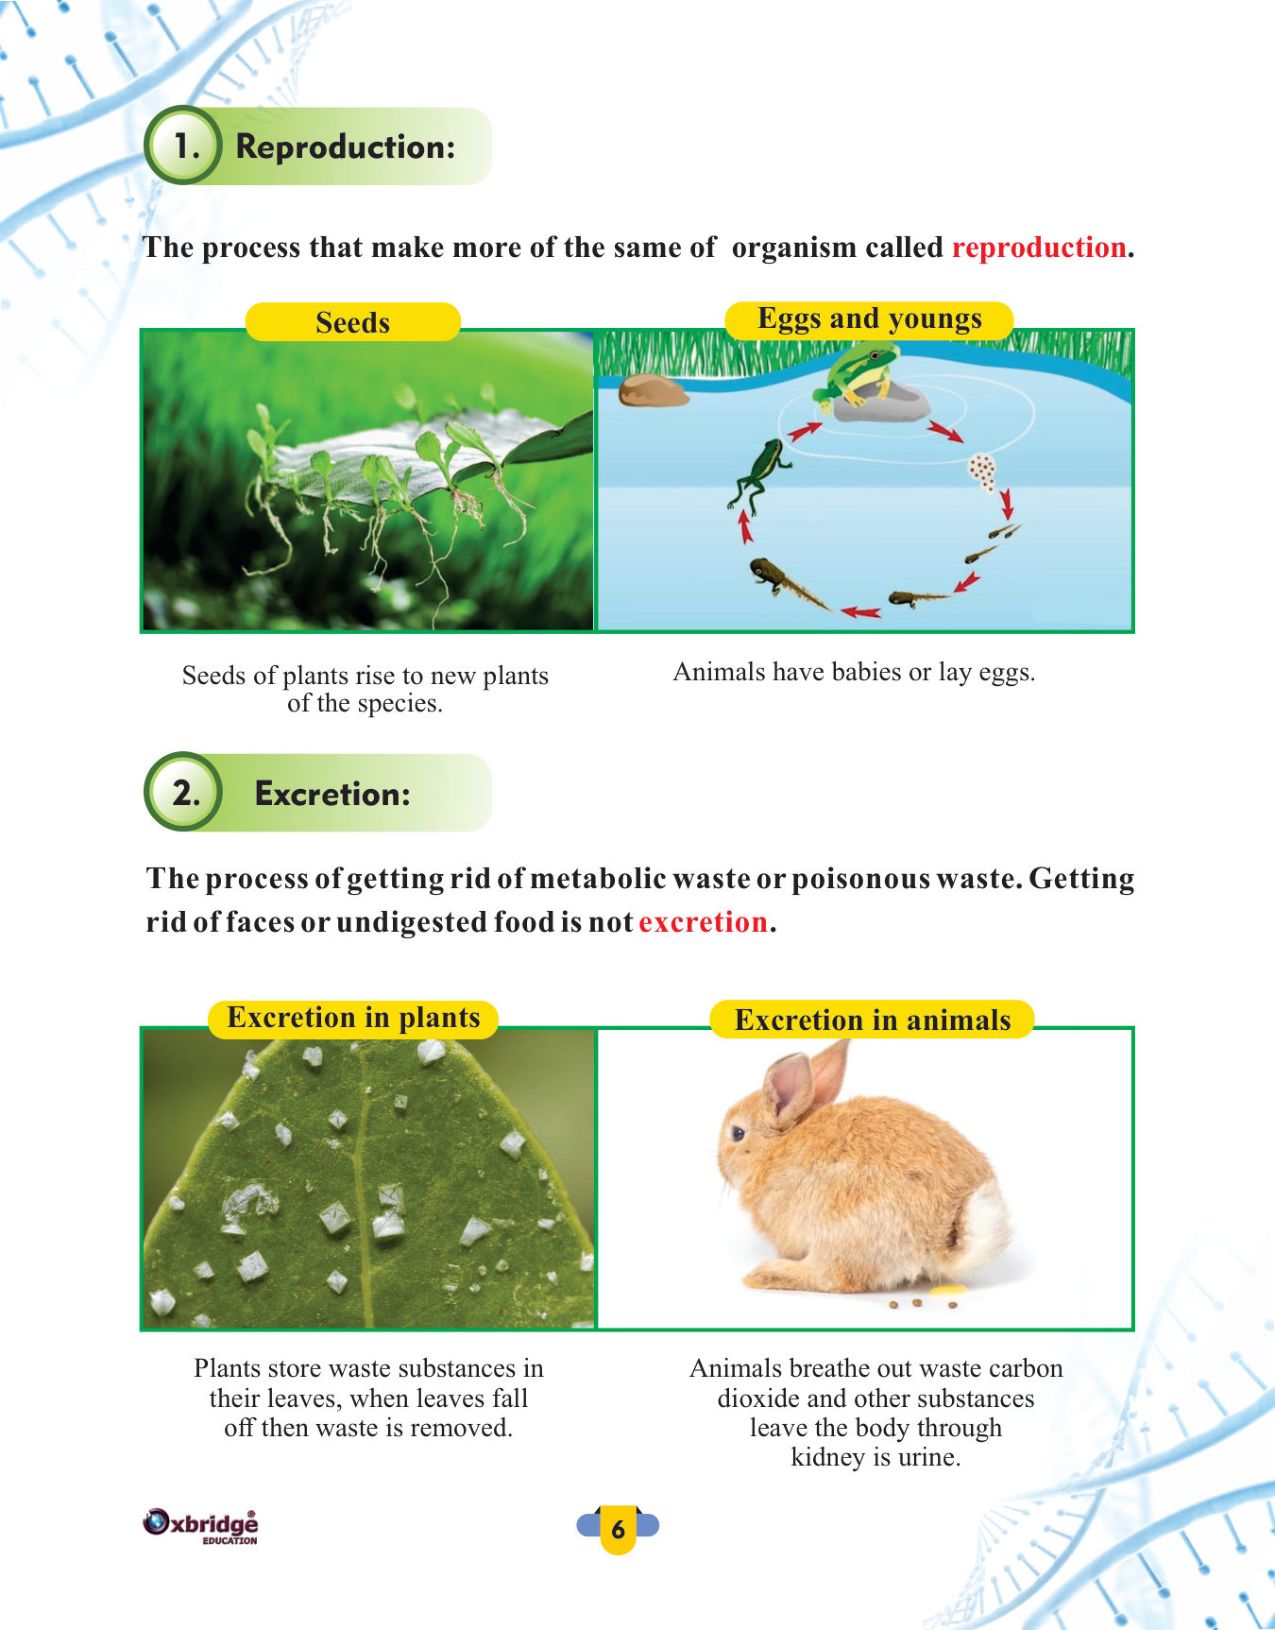 1. Reproduction:
The process that make more of the same of organism called reproduction.
Seeds
Eggs and youngs
Seeds of plants rise to new plants
of the species.
Animals have babies or lay eggs.
2. Excretion:
The process of getting rid of metabolic waste or poisonous waste. Getting
rid of faces or undigested food is not excretion.
Excretion in plants
Excretion in animals
Plants store waste substances in
their leaves, when leaves fall
off then waste is removed.
Animals breathe out waste carbon
dioxide and other substances
leave the body through
kidney is urine.
Oxbridge®
EDUCATION
6